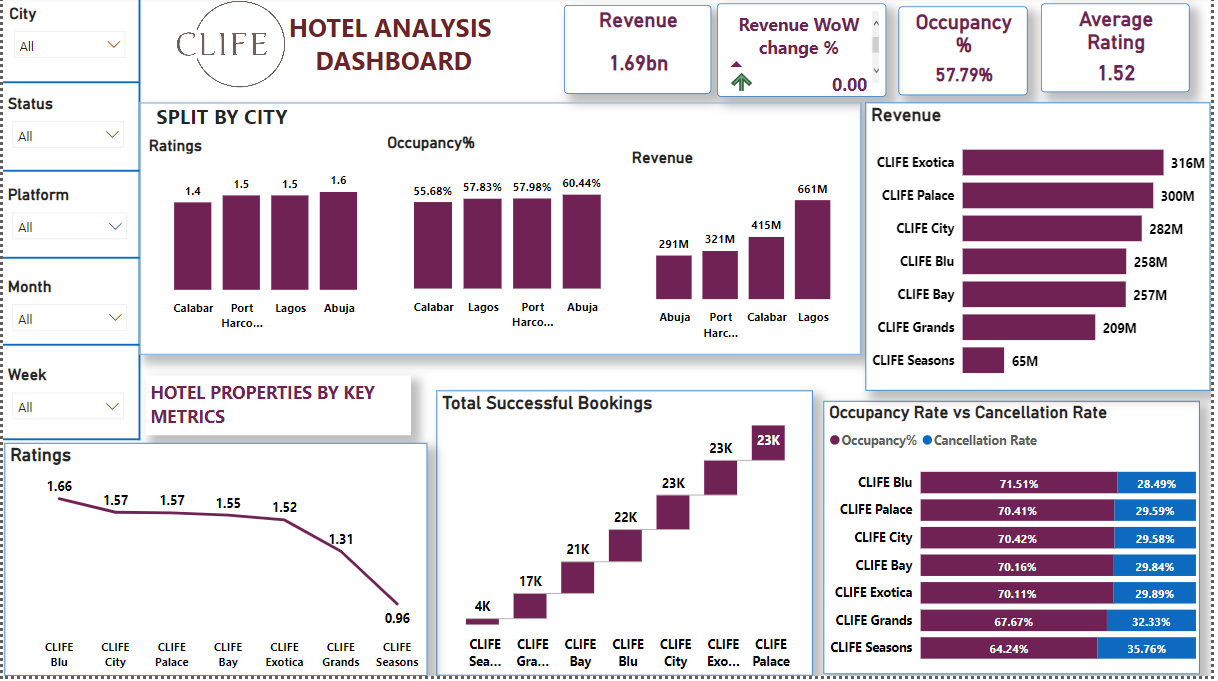 City
All
Status
All
Platform
All
Month
All
Week
All
CLIFE
HOTEL ANALYSIS
DASHBOARD
Revenue
1.69bn
Revenue WoW
change %
0.00
Occupancy
%
57.79%
Average
Rating
1.52
SPLIT BY CITY
Ratings
1.4
1.5
1.5
1.6
Calabar
Port
Harco...
Lagos
Abuja
Occupancy%
55.68%
57.83%
57.98%
60.44%
Calabar
Lagos
Port
Harco...
Abuja
Revenue
291M
321M
415M
661M
Abuja
Port
Harc...
Calabar
Lagos
Revenue
CLIFE Exotica 316M
CLIFE Palace 300M
CLIFE City 282M
CLIFE Blu 258M
CLIFE Bay 257M
CLIFE Grands 209M
CLIFE Seasons 65M
HOTEL PROPERTIES BY KEY
METRICS
Ratings
1.66
1.57
1.57
1.55
1.52
1.31
0.96
CLIFE
Blu
CLIFE
City
CLIFE
Palace
CLIFE
Bay
CLIFE
Exotica
CLIFE
Grands
CLIFE
Seasons
Total Successful Bookings
4K
17K
21K
22K
23K
23K
23K
CLIFE
Sea...
CLIFE
Gra...
CLIFE
Bay
CLIFE
Blu
CLIFE
City
CLIFE
Exo...
CLIFE
Palace
Occupancy Rate vs Cancellation Rate
Occupancy% Cancellation Rate
CLIFE Blu 71.51% 28.49%
CLIFE Palace 70.41% 29.59%
CLIFE City 70.42% 29.58%
CLIFE Bay 70.16% 29.84%
CLIFE Exotica 70.11% 29.89%
CLIFE Grands 67.67% 32.33%
CLIFE Seasons 64.24% 35.76%